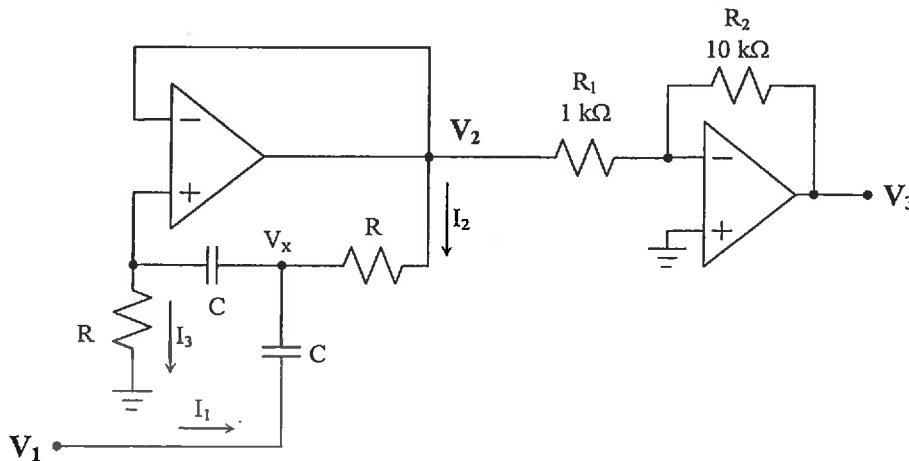 R₂
10 kΩ
R₁
1 kΩ
−
V₂
−
V₃
+
I₂
R
+
Vₓ
C
R
I₃
C
I₁
V₁